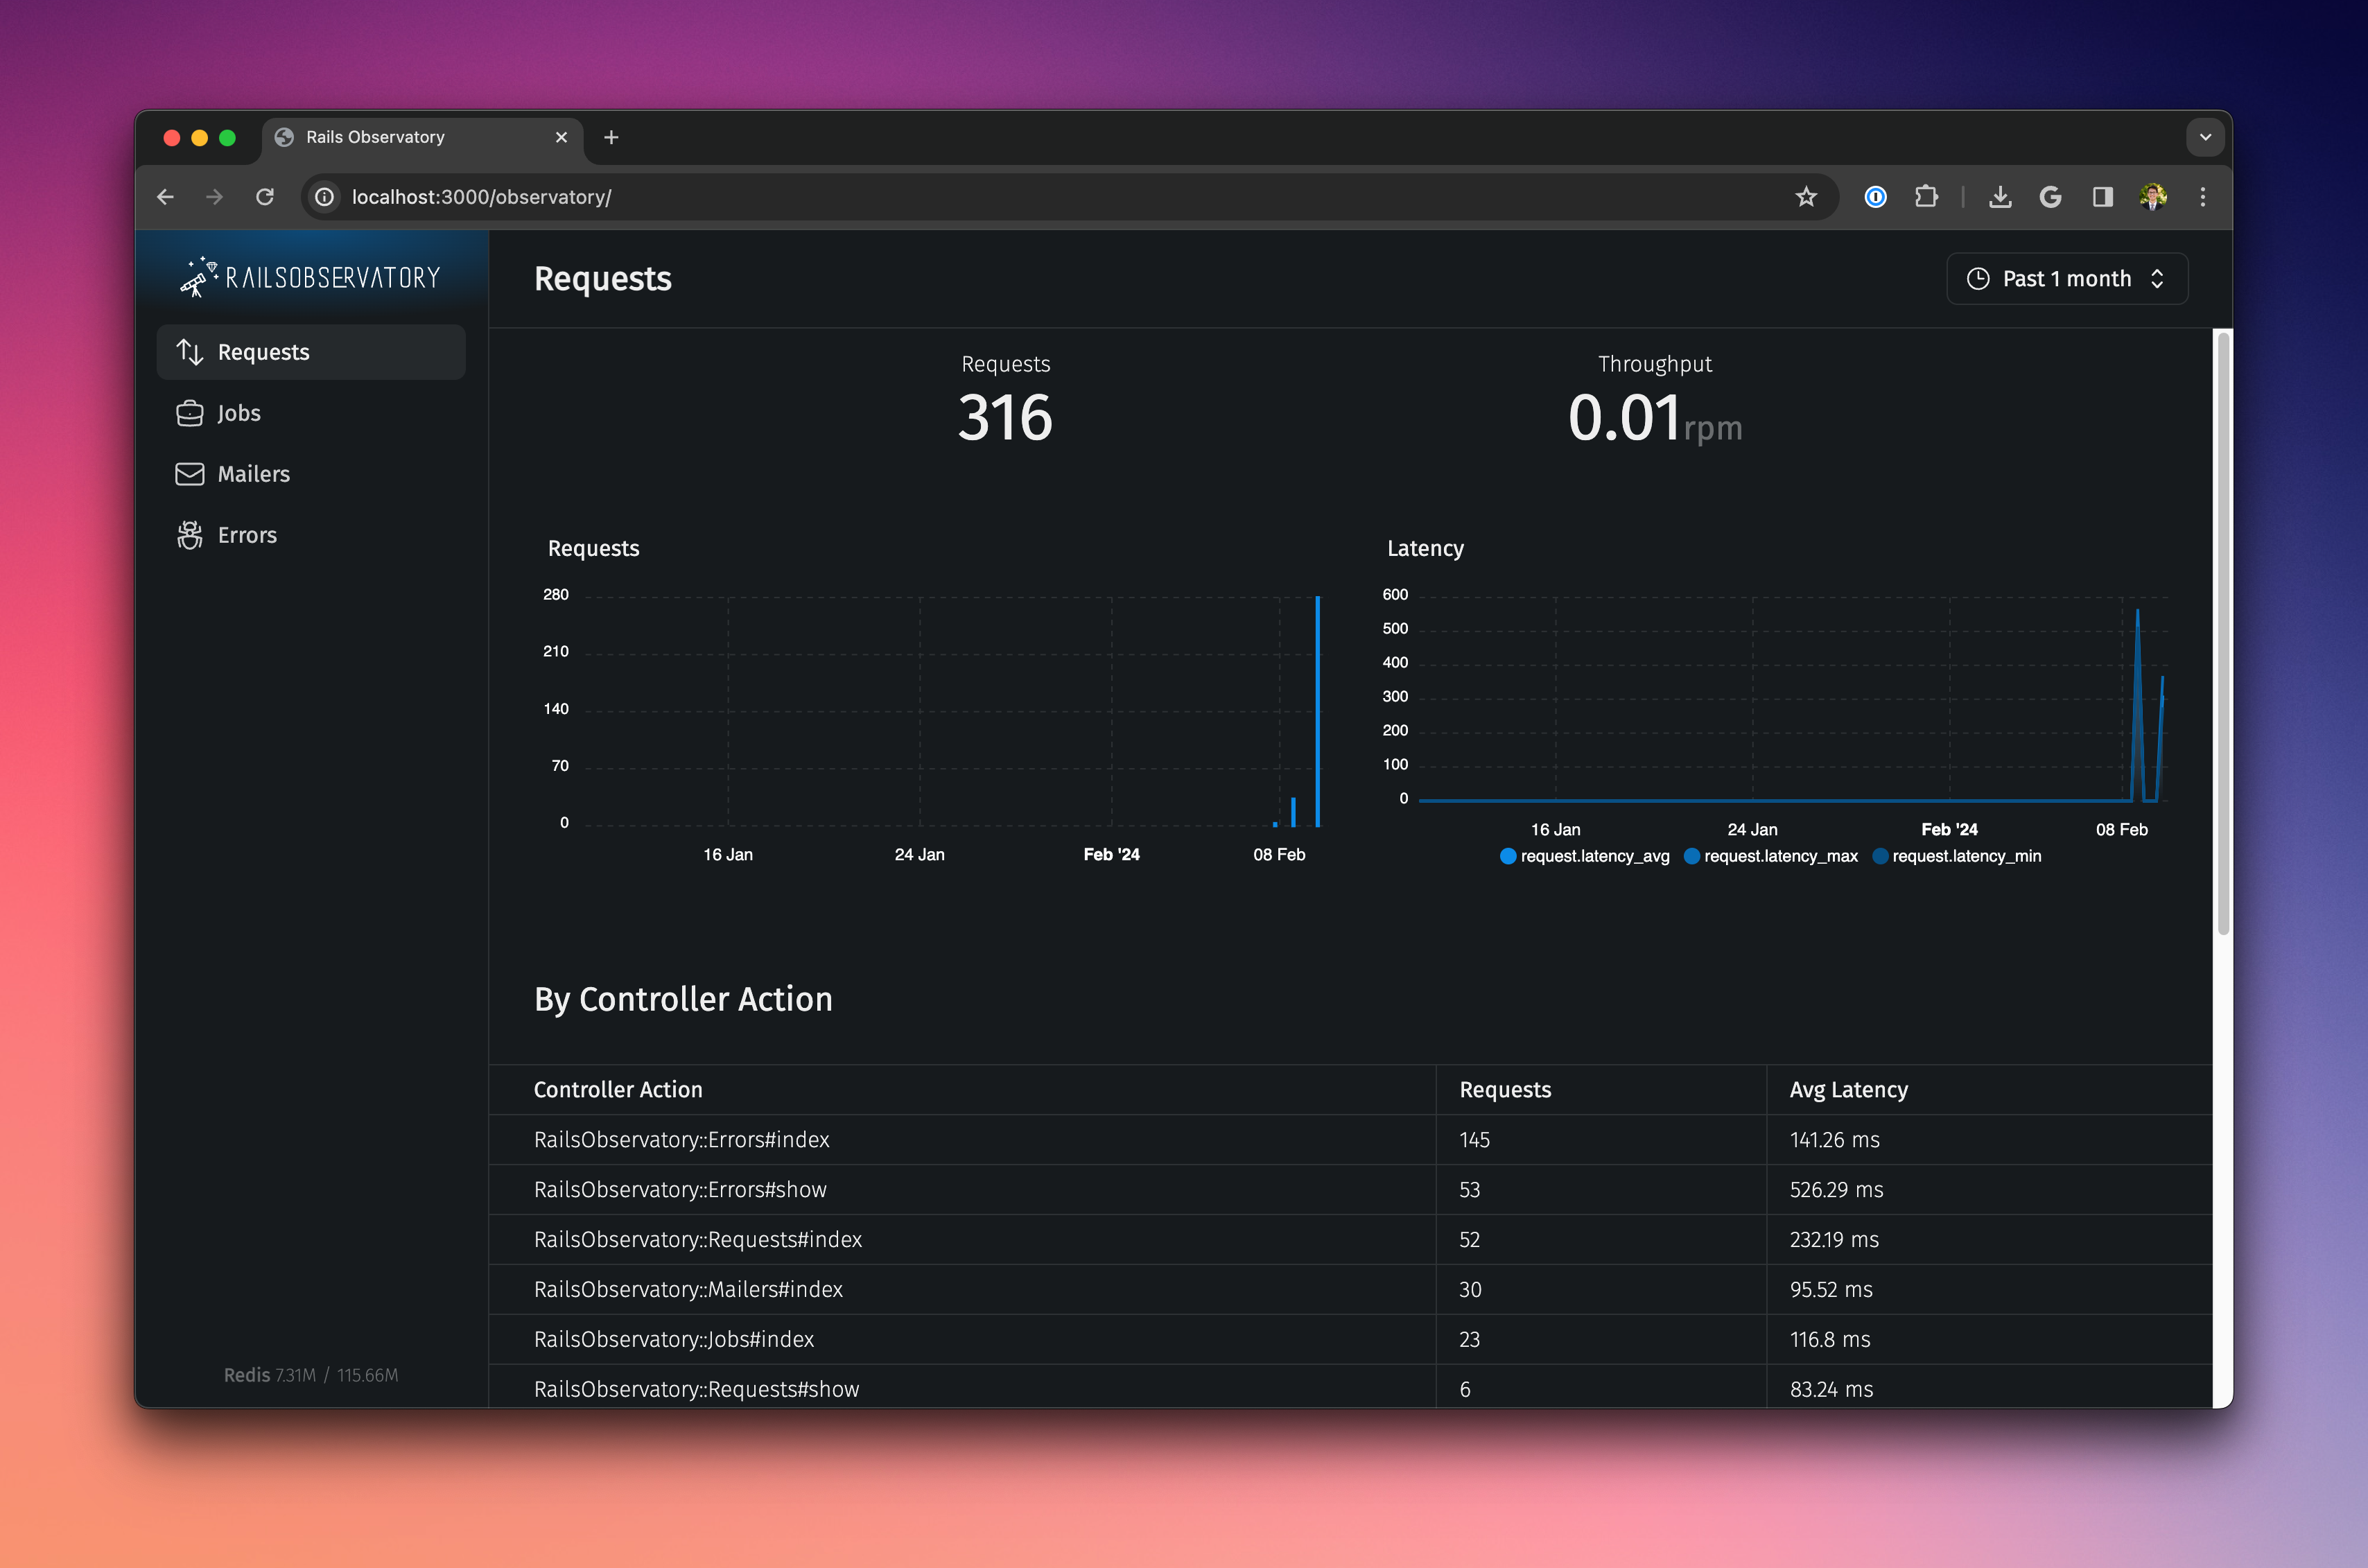 Rails Observatory
localhost:3000/observatory/
RAILSOBSERVATORY
Requests
Jobs
Mailers
Errors
Redis 7.31M / 115.66M
Requests
Past 1 month
Requests
316
Throughput
0.01rpm
Requests
280
210
140
70
0
16 Jan 24 Jan Feb '24 08 Feb
Latency
600
500
400
300
200
100
0
16 Jan 24 Jan Feb '24 08 Feb
request.latency_avg request.latency_max request.latency_min
By Controller Action
Controller Action Requests Avg Latency
RailsObservatory::Errors#index 145 141.26 ms
RailsObservatory::Errors#show 53 526.29 ms
RailsObservatory::Requests#index 52 232.19 ms
RailsObservatory::Mailers#index 30 95.52 ms
RailsObservatory::Jobs#index 23 116.8 ms
RailsObservatory::Requests#show 6 83.24 ms